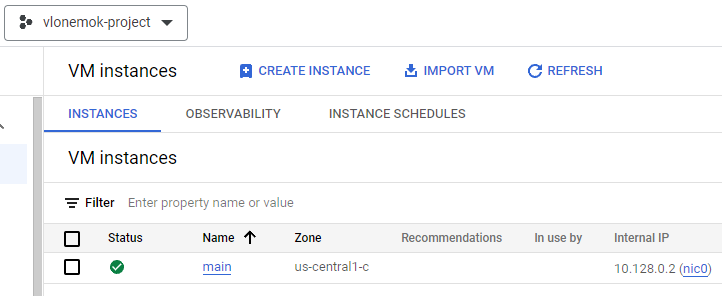 vlonemok-project
VM instances CREATE INSTANCE IMPORT VM REFRESH
INSTANCES OBSERVABILITY INSTANCE SCHEDULES
VM instances
Filter Enter property name or value
Status Name Zone Recommendations In use by Internal IP
main us-central1-c 10.128.0.2 (nic0)